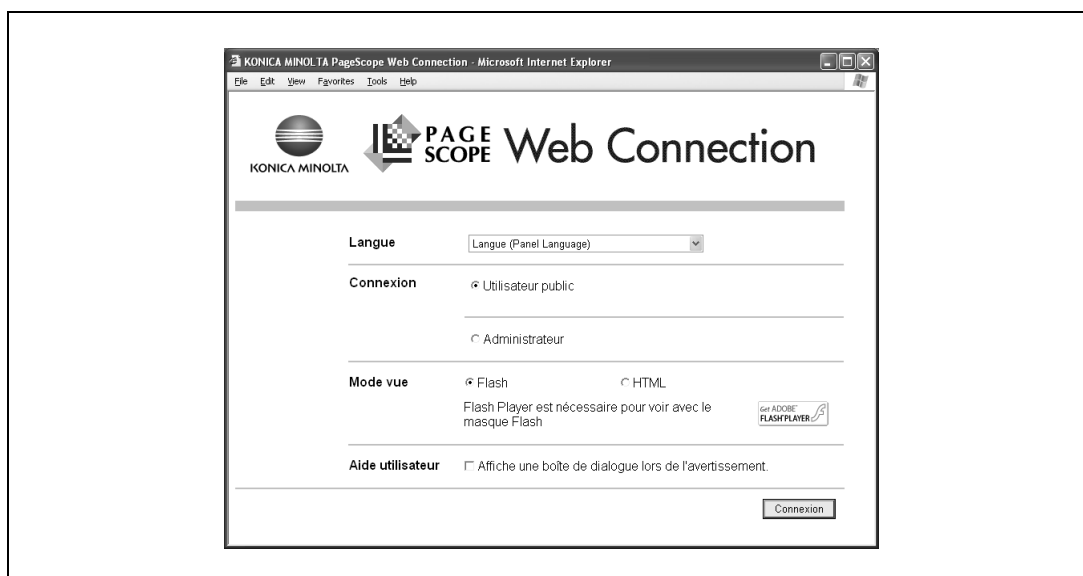 KONICA MINOLTA PageScope Web Connection - Microsoft Internet Explorer
File Edit View Favorites Tools Help
KONICA MINOLTA
PAGE SCOPE Web Connection
Langue
Langue (Panel Language)
Connexion
Utilisateur public
Administrateur
Mode vue
Flash HTML
Flash Player est nécessaire pour voir avec le
masque Flash
Get ADOBE
FLASH PLAYER
Aide utilisateur
Affiche une boîte de dialogue lors de l'avertissement.
Connexion